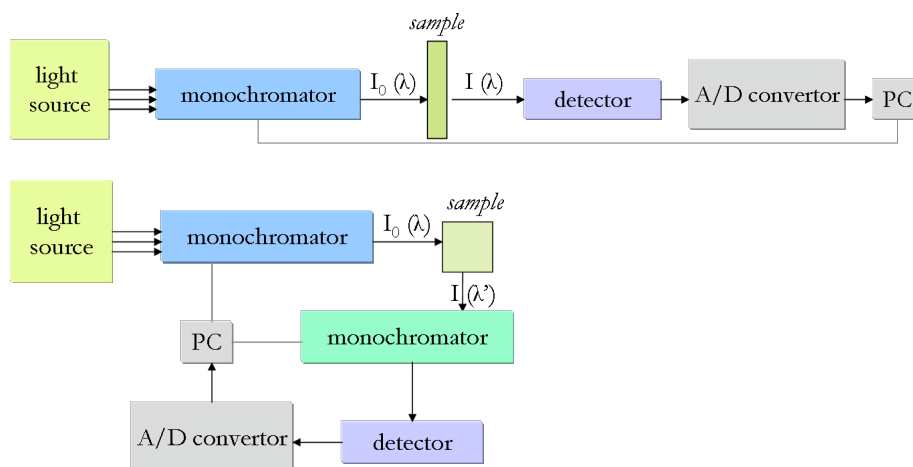 sample
light
source
monochromator
I₀ (λ)
I (λ)
detector
A/D convertor
PC
light
source
monochromator
I₀ (λ)
sample
I (λ')
PC
monochromator
A/D convertor
detector